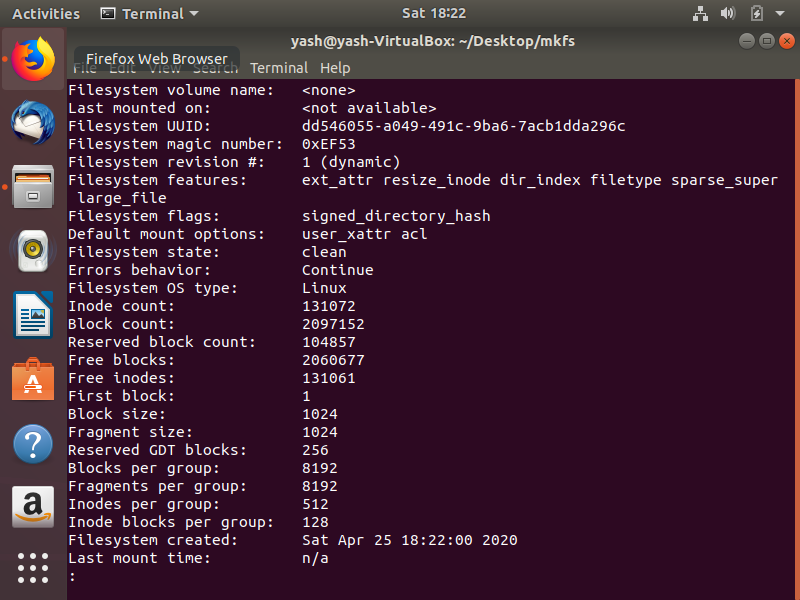 Activities Terminal Sat 18:22
yash@yash-VirtualBox: ~/Desktop/mkfs
Firefox Web Browser
File Edit View Search Terminal Help
Filesystem volume name:   <none>
Last mounted on:          <not available>
Filesystem UUID:          dd546055-a049-491c-9ba6-7acb1dda296c
Filesystem magic number:  0xEF53
Filesystem revision #:    1 (dynamic)
Filesystem features:      ext_attr resize_inode dir_index filetype sparse_super
 large_file
Filesystem flags:         signed_directory_hash
Default mount options:    user_xattr acl
Filesystem state:         clean
Errors behavior:          Continue
Filesystem OS type:       Linux
Inode count:              131072
Block count:              2097152
Reserved block count:     104857
Free blocks:              2060677
Free inodes:              131061
First block:              1
Block size:               1024
Fragment size:            1024
Reserved GDT blocks:      256
Blocks per group:         8192
Fragments per group:      8192
Inodes per group:         512
Inode blocks per group:   128
Filesystem created:       Sat Apr 25 18:22:00 2020
Last mount time:          n/a
: